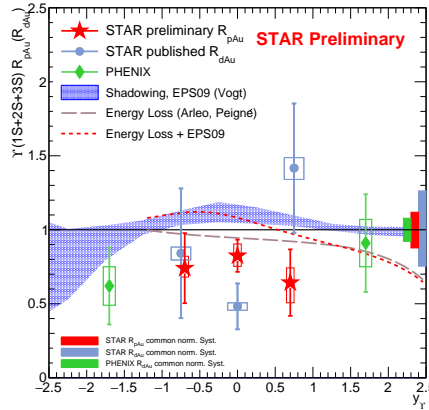 Υ(1S+2S+3S) R_pAu(R_dAu)
2.5
2
1.5
1
0.5
0
STAR preliminary R_pAu
STAR Preliminary
STAR published R_dAu
PHENIX
Shadowing, EPS09 (Vogt)
Energy Loss (Arleo, Peigné)
Energy Loss + EPS09
STAR R_pAu common norm. Syst.
STAR R_dAu common norm. Syst.
PHENIX R_dAu common norm. Syst.
−2.5 −2 −1.5 −1 −0.5 0 0.5 1 1.5 2 2.5
y_Υ